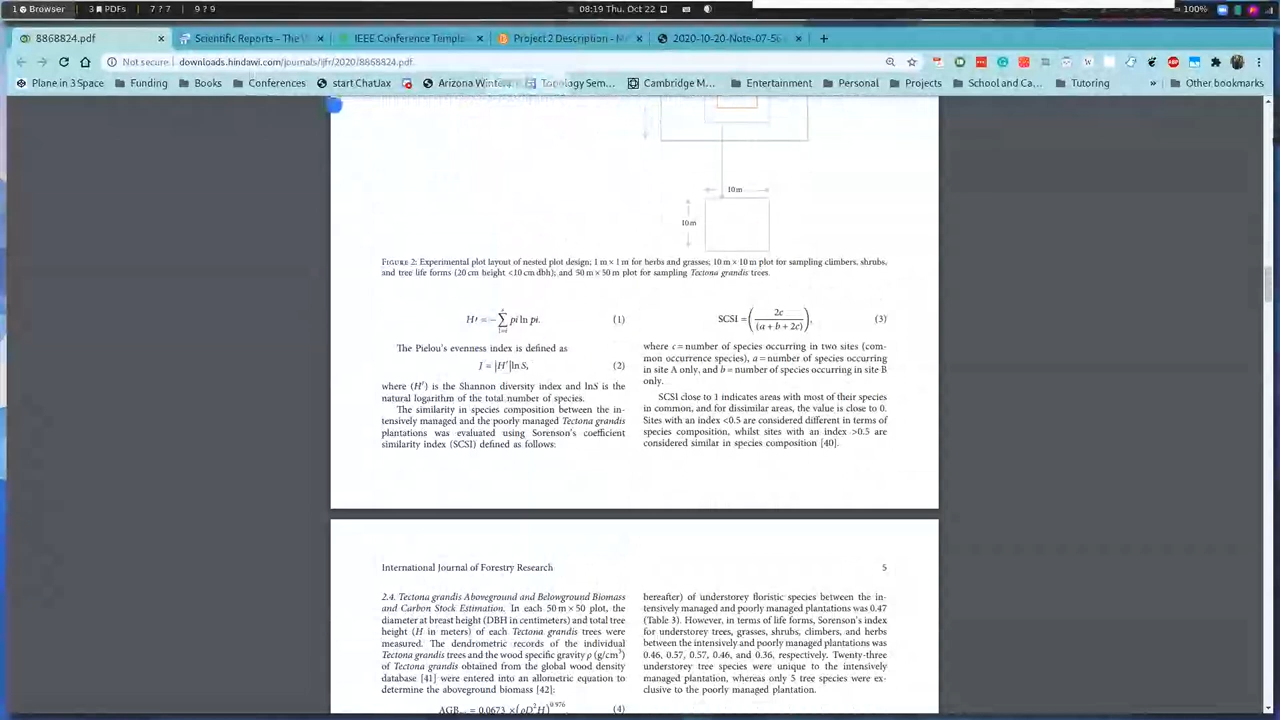 1 Browser 3 PDFs 7 ? 7 9 ? 9 08:19 Thu, Oct 22 100%
8868824.pdf Scientific Reports – The IEEE Conference Templa Project 2 Description - 2020-10-20-Note-07-5
Not secure downloads.hindawi.com/journals/ijfr/2020/8868824.pdf
Plane in 3 Space Funding Books Conferences start ChatJax Arizona Winter Topology Sem... Cambridge M... Entertainment Personal Projects School and Ca... Tutoring » Other bookmarks
10 m
10 m
FIGURE 2: Experimental plot layout of nested plot design; 1 m × 1 m for herbs and grasses; 10 m × 10 m plot for sampling climbers, shrubs,
and tree life forms (20 cm height <10 cm dbh); and 50 m × 50 m plot for sampling Tectona grandis trees.
H′ = − ∑ pi ln pi. (1)
The Pielou's evenness index is defined as
J = |H′|ln S, (2)
where (H′) is the Shannon diversity index and lnS is the
natural logarithm of the total number of species.
The similarity in species composition between the in-
tensively managed and the poorly managed Tectona grandis
plantations was evaluated using Sorenson's coefficient
similarity index (SCSI) defined as follows:
SCSI = (2c / (a + b + 2c)), (3)
where c = number of species occurring in two sites (com-
mon occurrence species), a = number of species occurring
in site A only, and b = number of species occurring in site B
only.
SCSI close to 1 indicates areas with most of their species
in common, and for dissimilar areas, the value is close to 0.
Sites with an index <0.5 are considered different in terms of
species composition, whilst sites with an index >0.5 are
considered similar in species composition [40].
International Journal of Forestry Research 5
2.4. Tectona grandis Aboveground and Belowground Biomass
and Carbon Stock Estimation. In each 50 m × 50 plot, the
diameter at breast height (DBH in centimeters) and total tree
height (H in meters) of each Tectona grandis trees were
measured. The dendrometric records of the individual
Tectona grandis trees and the wood specific gravity ρ (g/cm³)
of Tectona grandis obtained from the global wood density
database [41] were entered into an allometric equation to
determine the aboveground biomass [42]:
AGB = 0.0673 × (ρD²H)^0.976, (4)
hereafter) of understorey floristic species between the in-
tensively managed and poorly managed plantations was 0.47
(Table 3). However, in terms of life forms, Sorenson's index
for understorey trees, grasses, shrubs, climbers, and herbs
between the intensively and poorly managed plantations was
0.46, 0.57, 0.57, 0.46, and 0.36, respectively. Twenty-three
understorey tree species were unique to the intensively
managed plantation, whereas only 5 tree species were ex-
clusive to the poorly managed plantation.